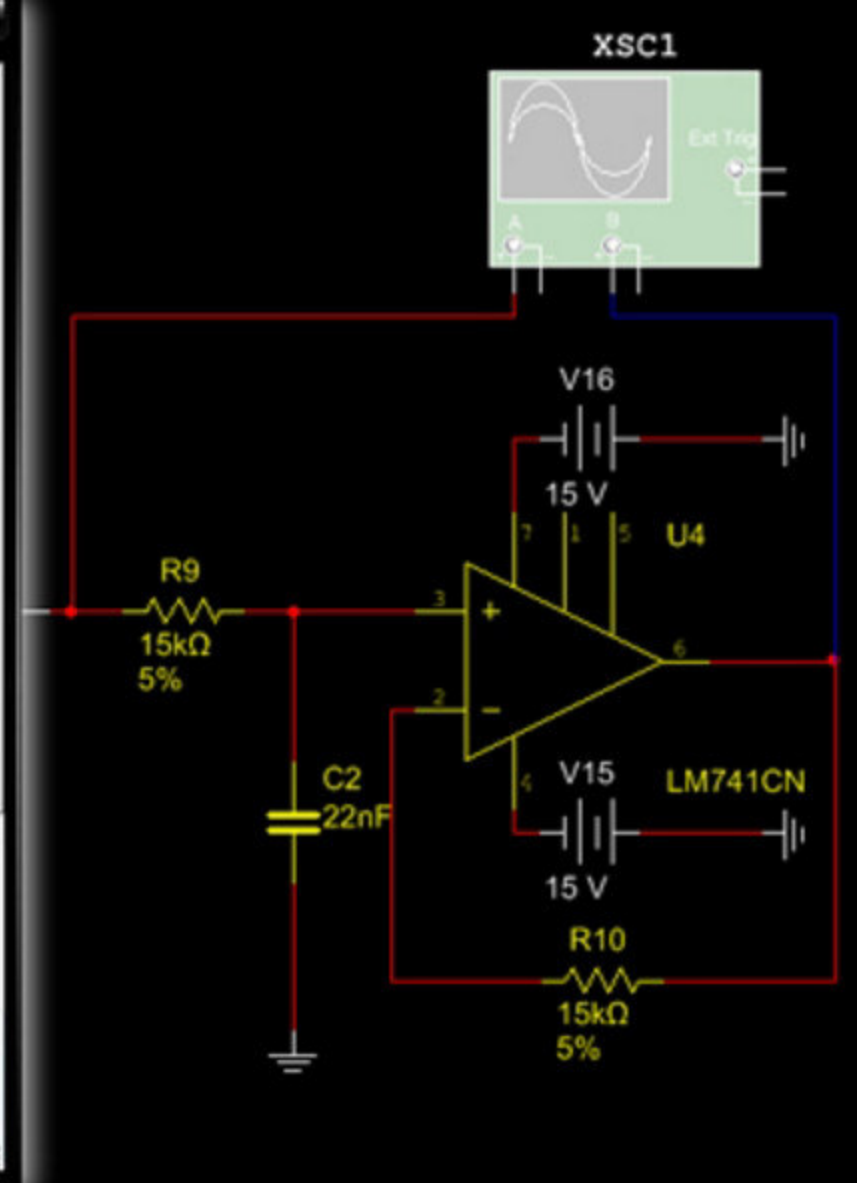 XSC1
Ext Trig
+
A
B
+
-
+
-
V16
15 V
7
1
5
U4
R9
15kΩ
5%
3
+
6
2
-
C2
22nF
4
V15
15 V
LM741CN
R10
15kΩ
5%